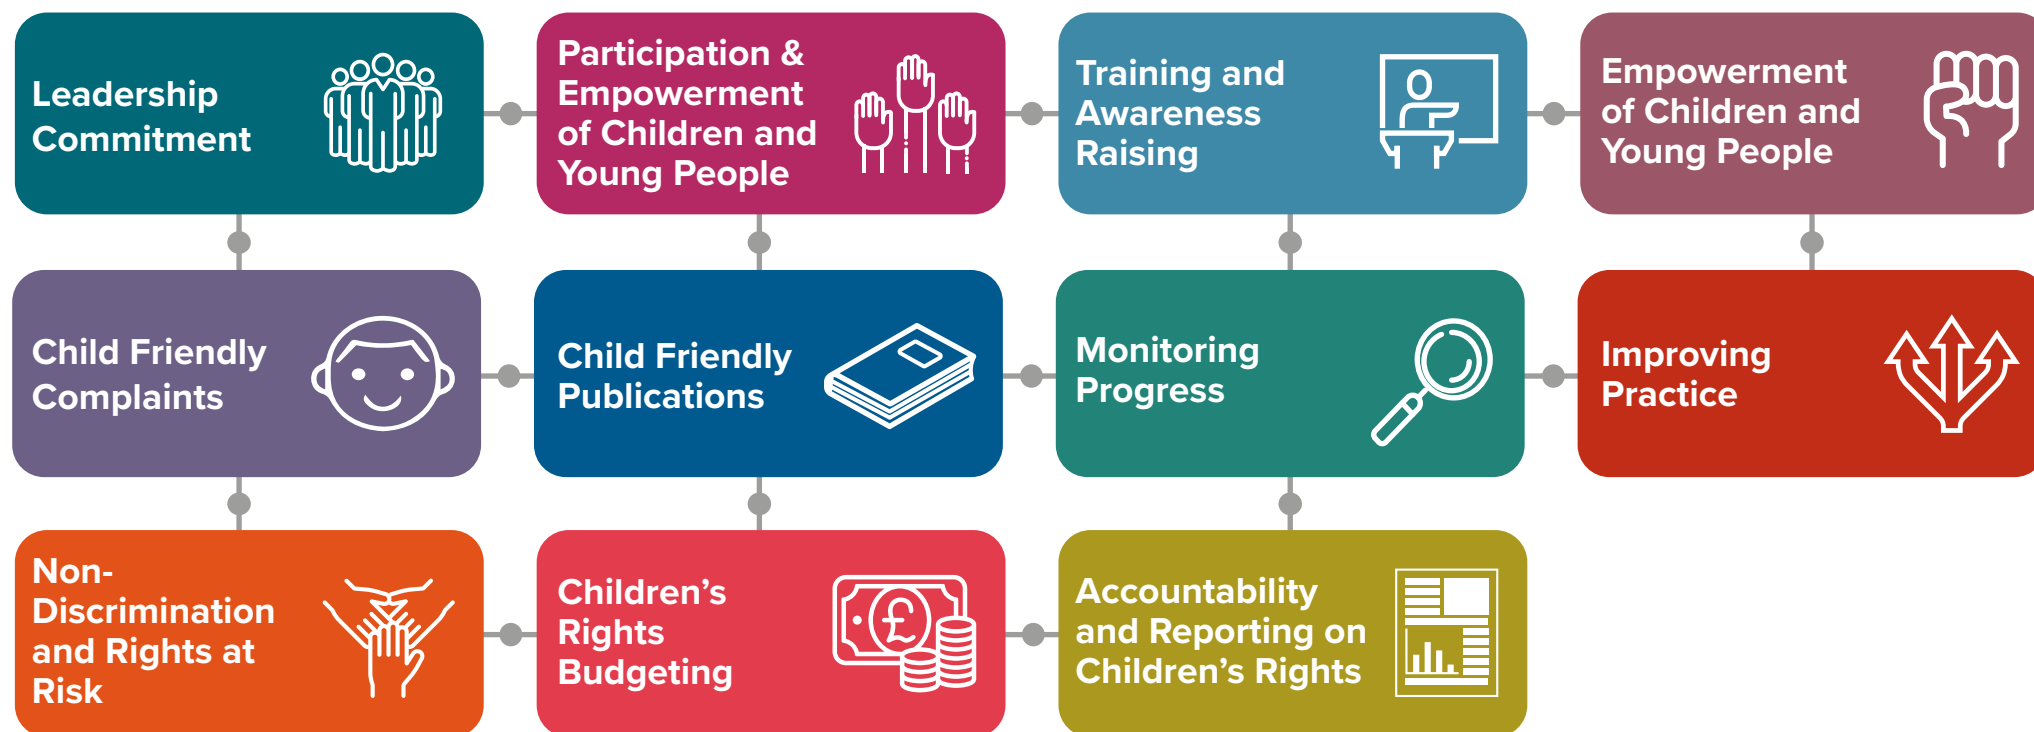 Leadership
Commitment
Participation &
Empowerment
of Children and
Young People
Training and
Awareness
Raising
Empowerment
of Children and
Young People
Child Friendly
Complaints
Child Friendly
Publications
Monitoring
Progress
Improving
Practice
Non-
Discrimination
and Rights at
Risk
Children’s
Rights
Budgeting
£
Accountability
and Reporting on
Children’s Rights